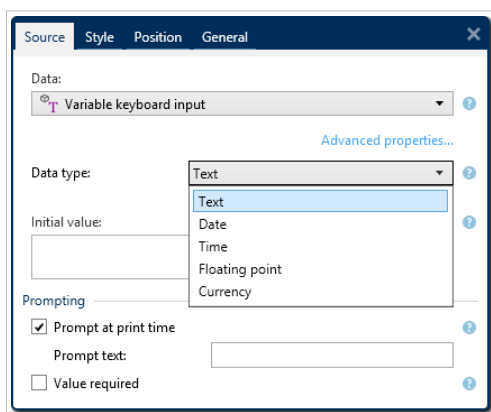 Source Style Position General
Data:
Variable keyboard input
Advanced properties...
Data type: Text
Text
Date
Initial value:
Time
Floating point
Currency
Prompting
Prompt at print time
Prompt text:
Value required